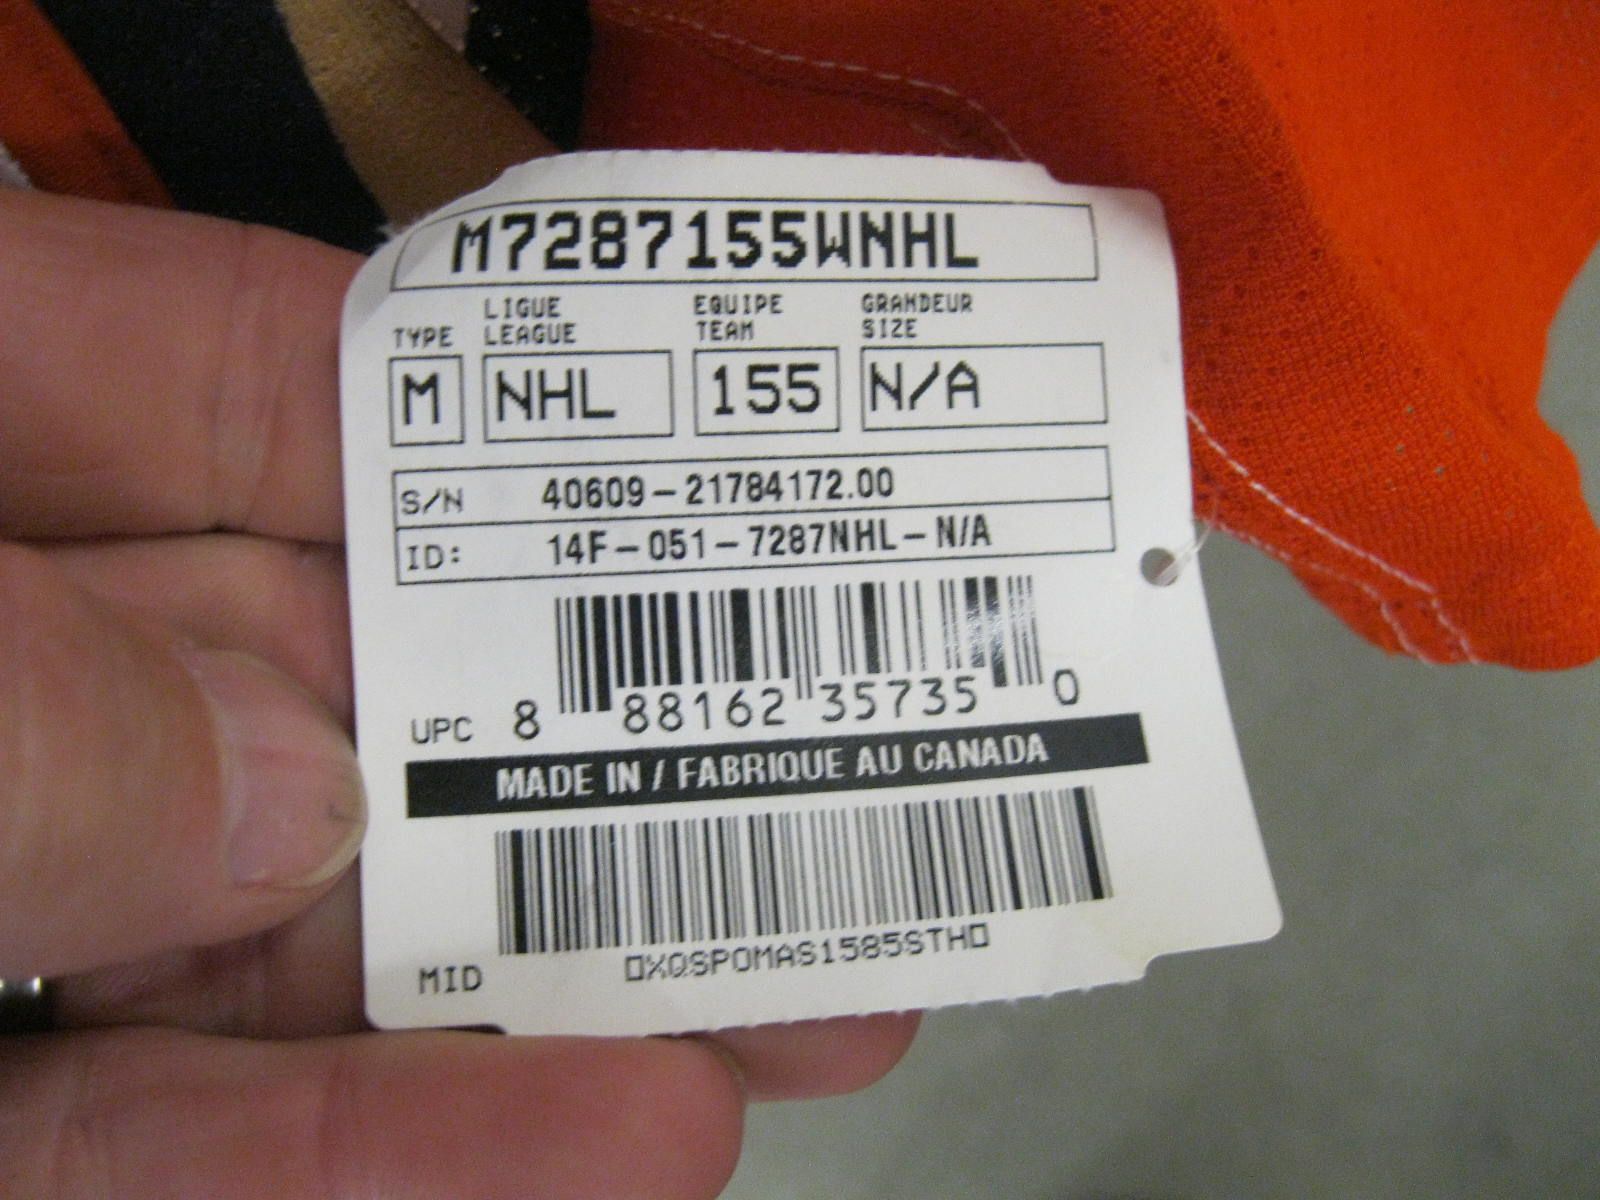 M7287155WNHL
TYPE LIGUE LEAGUE EQUIPE TEAM GRANDEUR SIZE
M NHL 155 N/A
S/N 40609-21784172.00
ID: 14F-051-7287NHL-N/A
UPC 8 88162 35735 0
MADE IN / FABRIQUE AU CANADA
MID XQSPOMAS1585STH